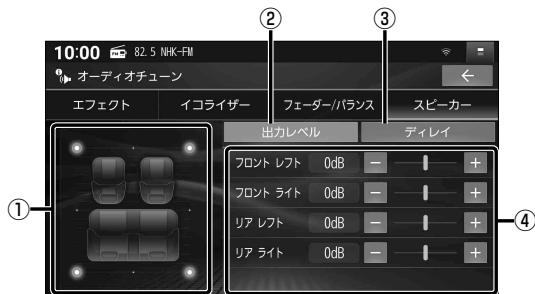 ② ③
10:00 82.5 NHK-FM
オーディオチューン
エフェクト イコライザー フェーダー/バランス スピーカー
出力レベル ディレイ
フロント レフト 0dB − +
フロント ライト 0dB − +
① ④
リア レフト 0dB − +
リア ライト 0dB − +